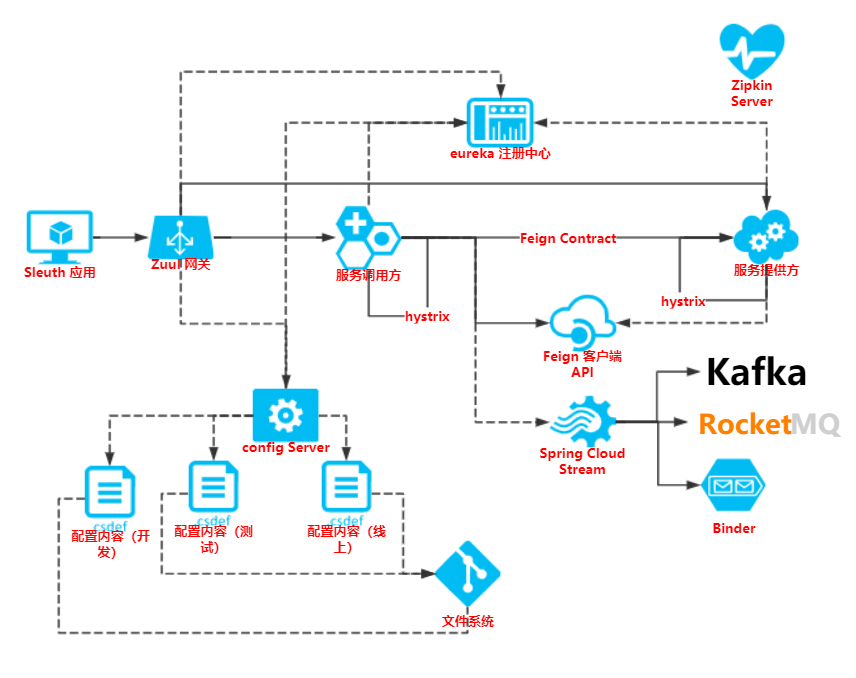 Zipkin
Server
eureka 注册中心
Sleuth 应用
Zuul 网关
服务调用方
Feign Contract
服务提供方
hystrix
hystrix
Feign 客户端
API
Kafka
RocketMQ
config Server
Spring Cloud
Stream
Binder
csdef
配置内容（开
发）
csdef
配置内容（测
试）
csdef
配置内容（线
上）
文件系统